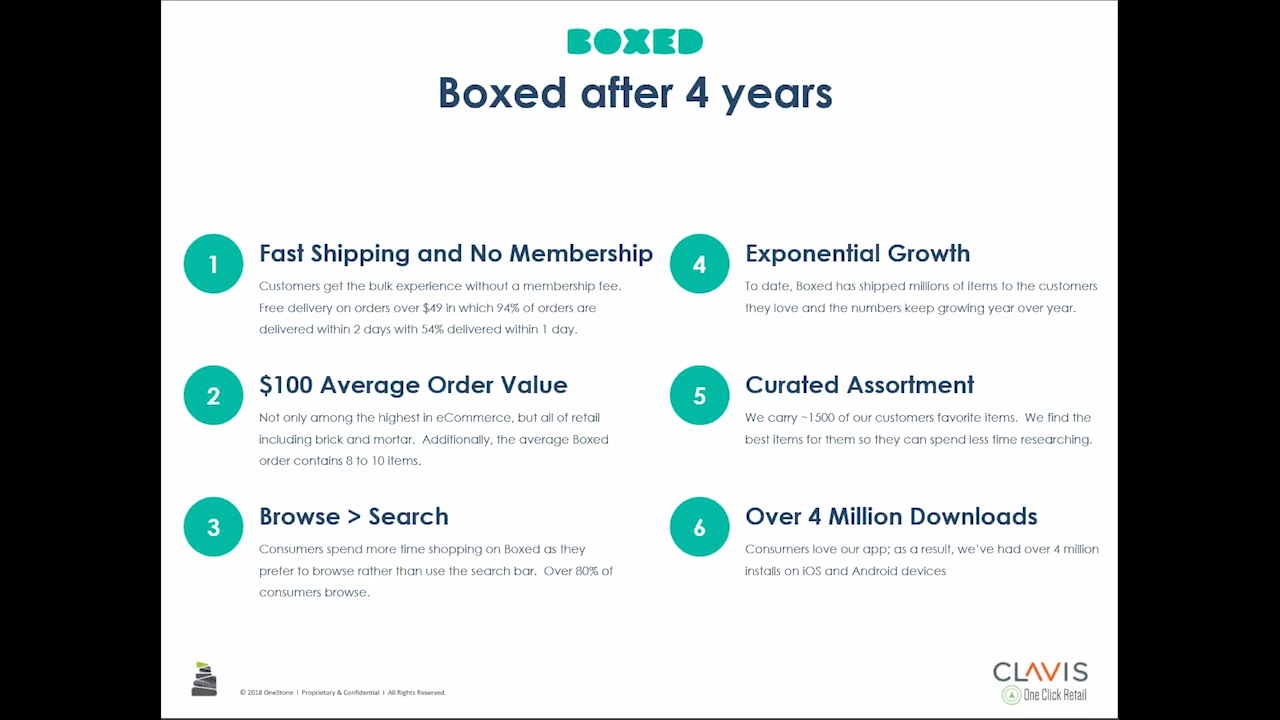 BOXED
Boxed after 4 years
1
Fast Shipping and No Membership
Customers get the bulk experience without a membership fee.
Free delivery on orders over $49 in which 94% of orders are
delivered within 2 days with 54% delivered within 1 day.
2
$100 Average Order Value
Not only among the highest in eCommerce, but all of retail
including brick and mortar.  Additionally, the average Boxed
order contains 8 to 10 items.
3
Browse > Search
Consumers spend more time shopping on Boxed as they
prefer to browse rather than use the search bar.  Over 80% of
consumers browse.
4
Exponential Growth
To date, Boxed has shipped millions of items to the customers
they love and the numbers keep growing year over year.
5
Curated Assortment
We carry ~1500 of our customers favorite items.  We find the
best items for them so they can spend less time researching.
6
Over 4 Million Downloads
Consumers love our app; as a result, we've had over 4 million
installs on iOS and Android devices
© 2018 OneStone | Proprietary & Confidential | All Rights Reserved.
CLAVIS
One Click Retail